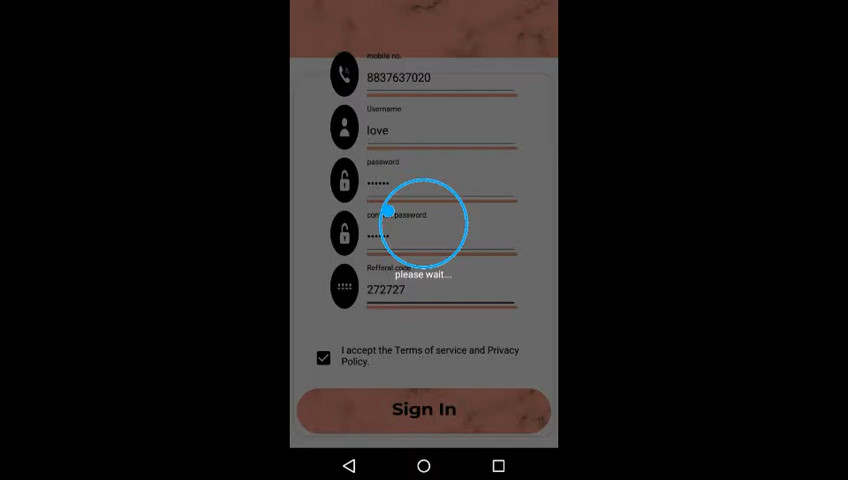 mobile no.
8837637020
Username
love
password
••••••
password
••••••
Refferal
please wait...
272727
I accept the Terms of service and Privacy
Policy.
Sign In